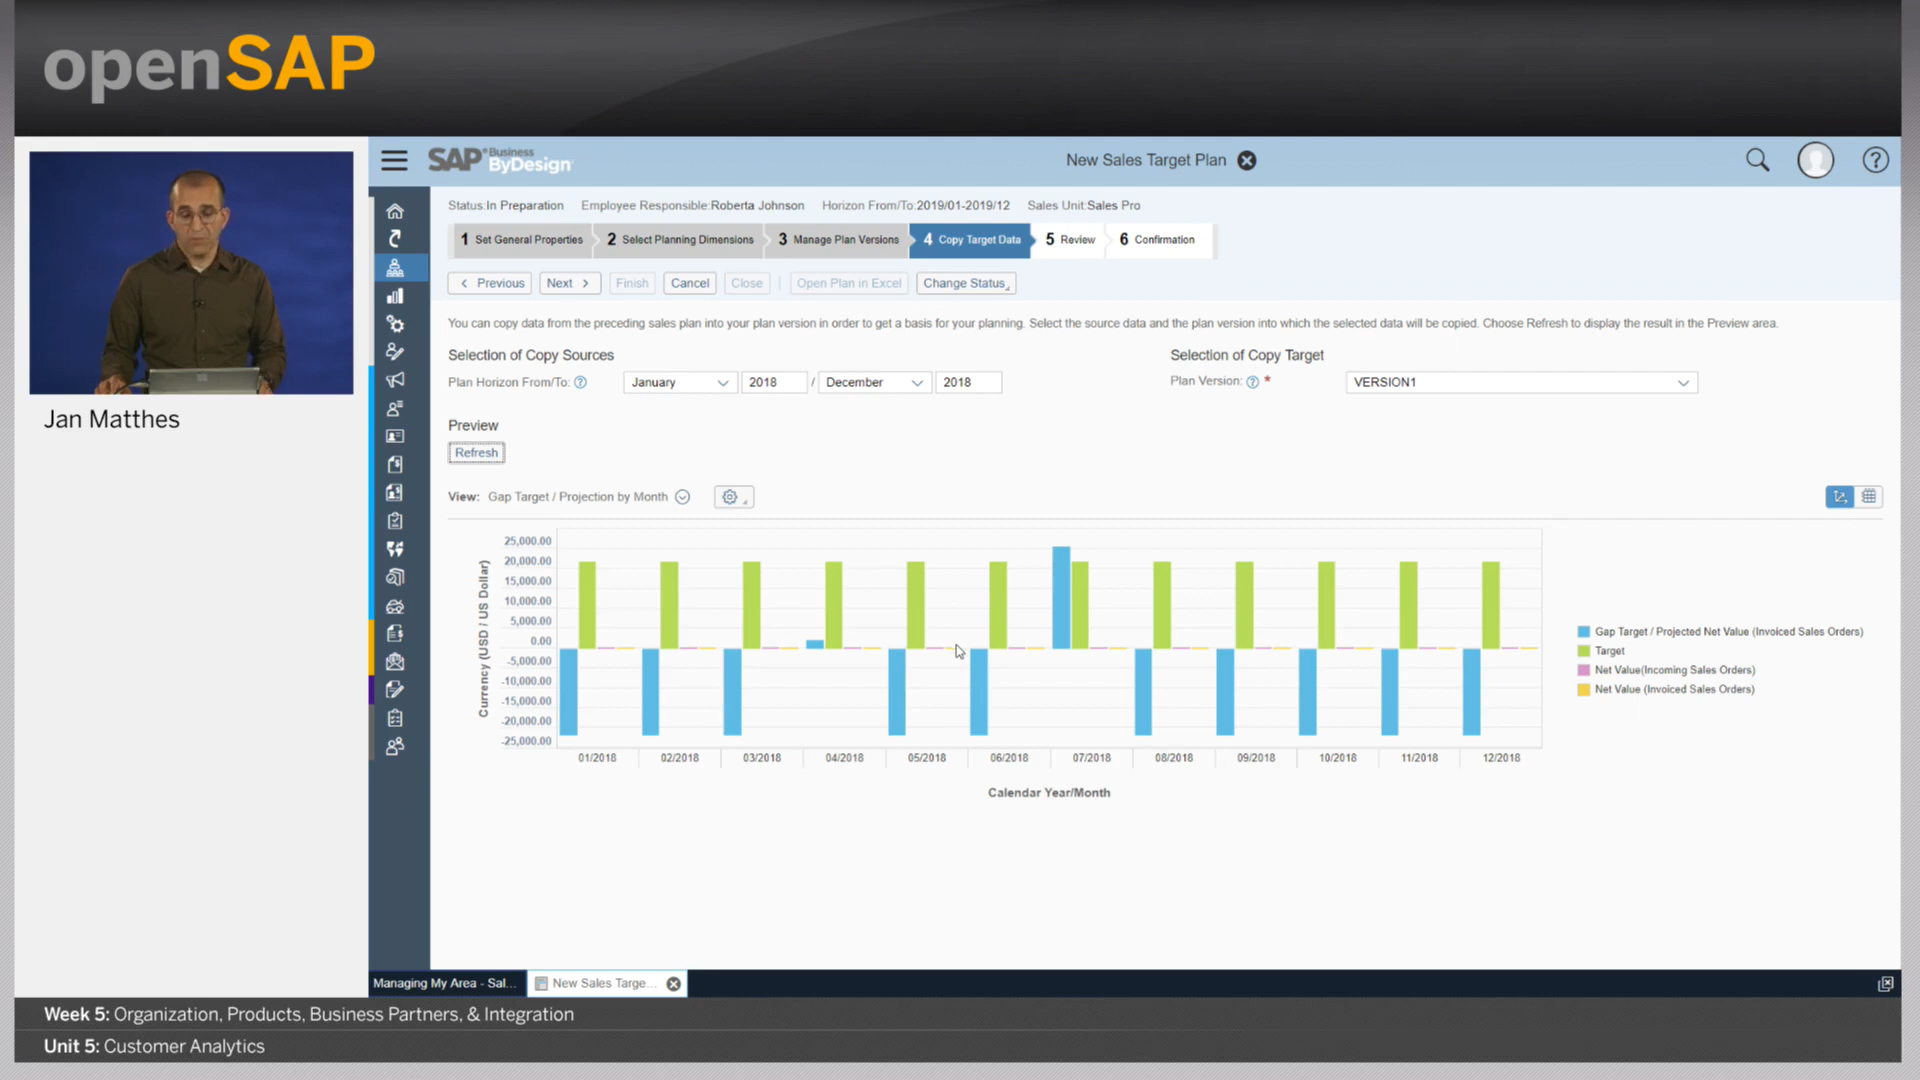 openSAP
SAP Business ByDesign
New Sales Target Plan
Status:In Preparation Employee Responsible:Roberta Johnson Horizon From/To:2019/01-2019/12 Sales Unit:Sales Pro
1 Set General Properties 2 Select Planning Dimensions 3 Manage Plan Versions 4 Copy Target Data 5 Review 6 Confirmation
Previous Next Finish Cancel Close Open Plan in Excel Change Status
You can copy data from the preceding sales plan into your plan version in order to get a basis for your planning. Select the source data and the plan version into which the selected data will be copied. Choose Refresh to display the result in the Preview area.
Selection of Copy Sources Selection of Copy Target
Plan Horizon From/To: January 2018 / December 2018 Plan Version: * VERSION1
Preview
Refresh
View: Gap Target / Projection by Month
Currency (USD / US Dollar)
25,000.00
20,000.00
15,000.00
10,000.00
5,000.00
0.00
-5,000.00
-10,000.00
-15,000.00
-20,000.00
-25,000.00
01/2018 02/2018 03/2018 04/2018 05/2018 06/2018 07/2018 08/2018 09/2018 10/2018 11/2018 12/2018
Calendar Year/Month
Gap Target / Projected Net Value (Invoiced Sales Orders)
Target
Net Value(Incoming Sales Orders)
Net Value (Invoiced Sales Orders)
Jan Matthes
Managing My Area - Sal... New Sales Targe...
Week 5: Organization, Products, Business Partners, & Integration
Unit 5: Customer Analytics